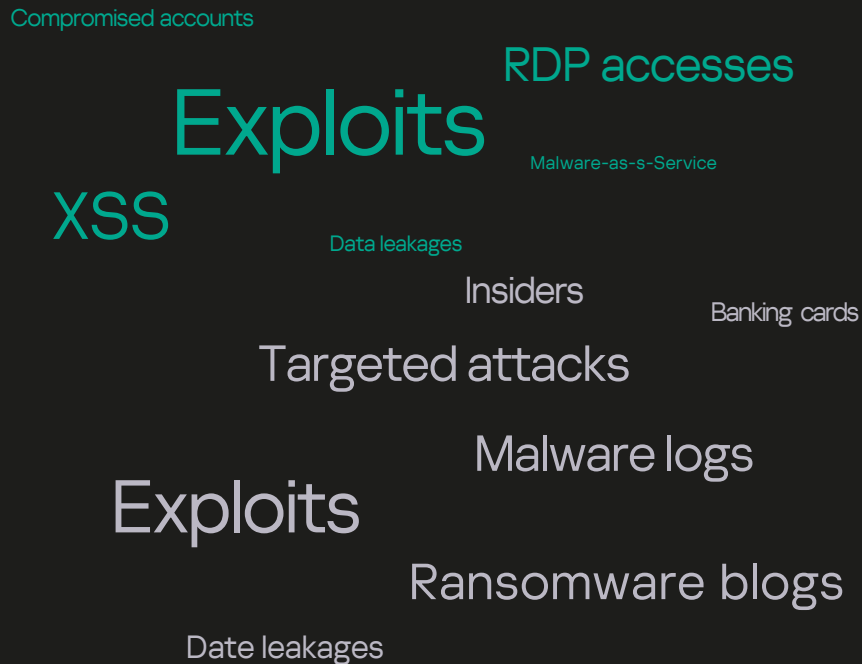 Compromised accounts
RDP accesses
Exploits
Malware-as-s-Service
XSS
Data leakages
Insiders
Banking cards
Targeted attacks
Malware logs
Exploits
Ransomware blogs
Date leakages